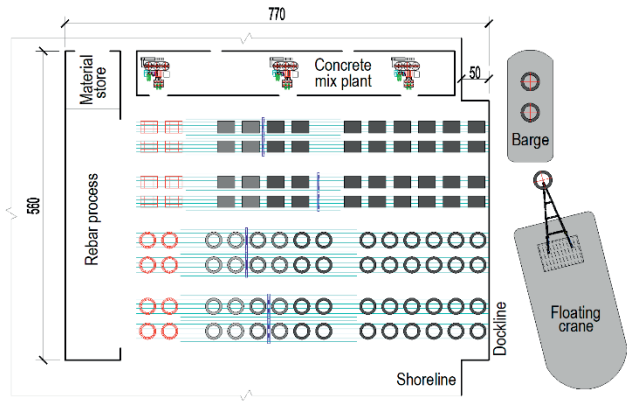 770
Material
store
Concrete
mix plant
50
Barge
560
Rebar process
Floating
crane
Dockline
Shoreline